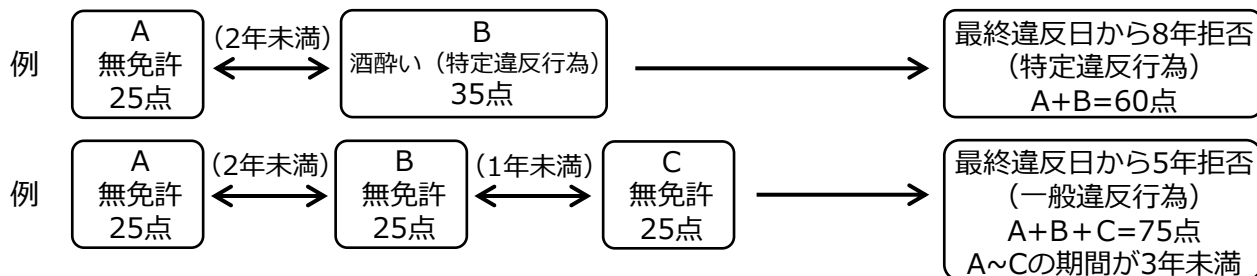 例
A
無免許
25点
(2年未満)
B
酒酔い（特定違反行為）
35点
最終違反日から8年拒否
（特定違反行為）
A+B=60点
例
A
無免許
25点
(2年未満)
B
無免許
25点
(1年未満)
C
無免許
25点
最終違反日から5年拒否
（一般違反行為）
A+B+C=75点
A~Cの期間が3年未満